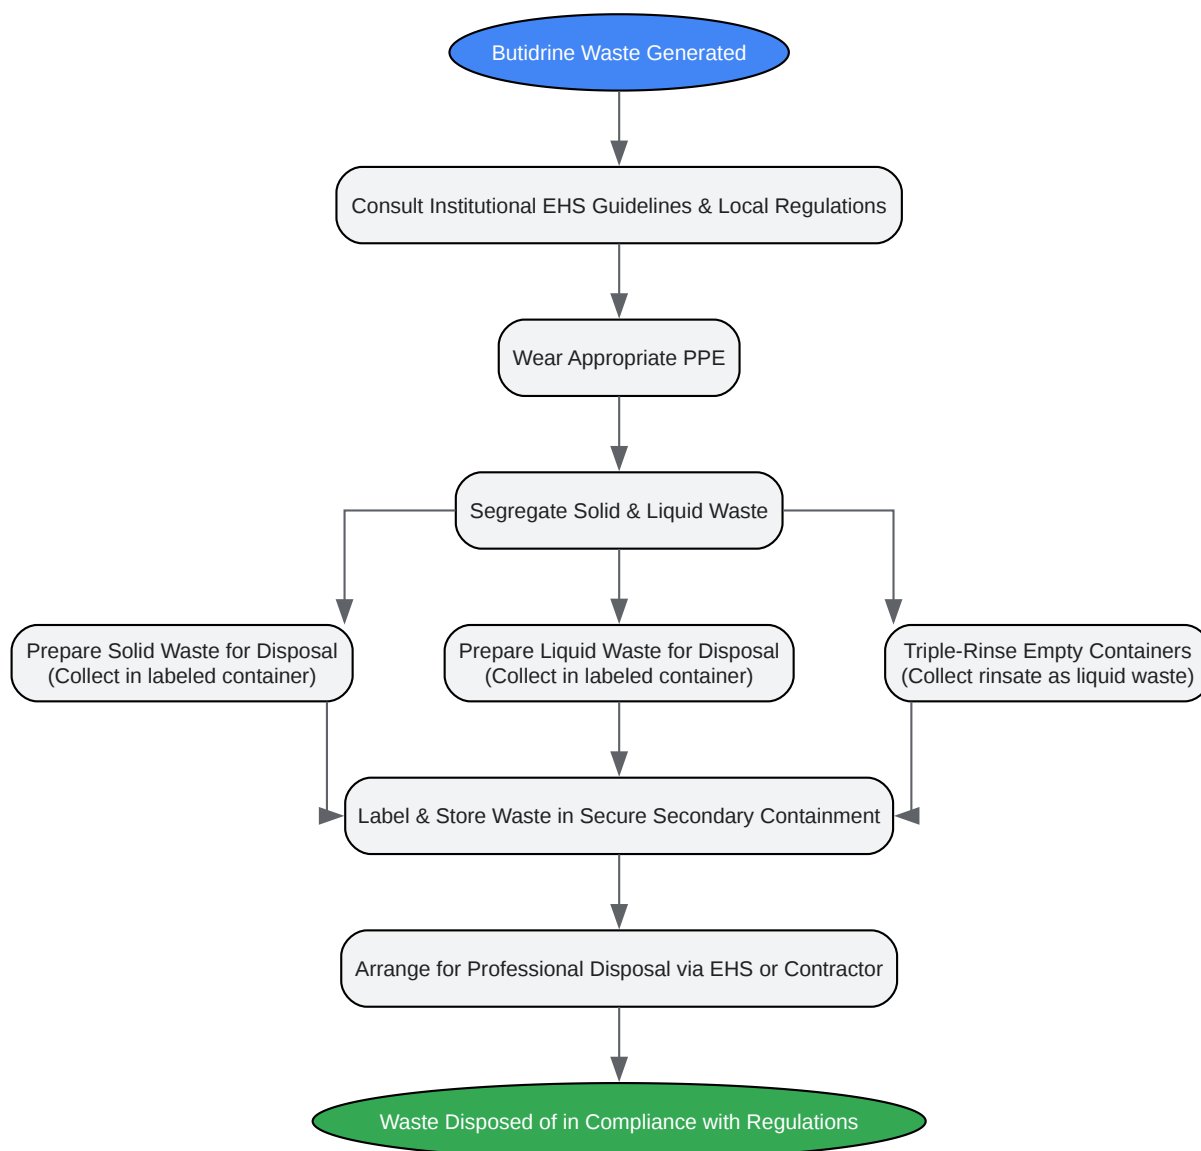 Butidrine Waste Generated
Consult Institutional EHS Guidelines & Local Regulations
Wear Appropriate PPE
Segregate Solid & Liquid Waste
Prepare Solid Waste for Disposal
(Collect in labeled container)
Prepare Liquid Waste for Disposal
(Collect in labeled container)
Triple-Rinse Empty Containers
(Collect rinsate as liquid waste)
Label & Store Waste in Secure Secondary Containment
Arrange for Professional Disposal via EHS or Contractor
Waste Disposed of in Compliance with Regulations